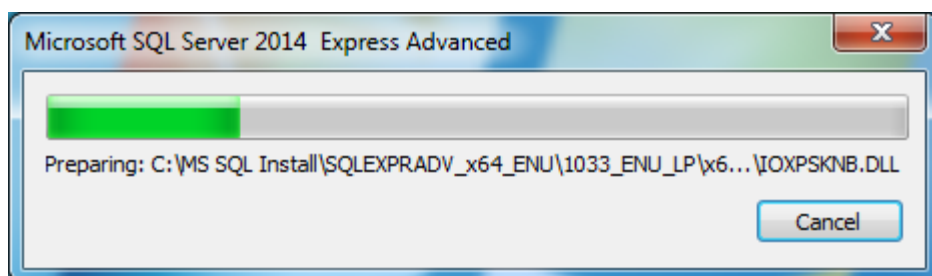 Microsoft SQL Server 2014 Express Advanced
Preparing: C:\MS SQL Install\SQLEXPRADV_x64_ENU\1033_ENU_LP\x6...\IOXPSKNB.DLL
Cancel